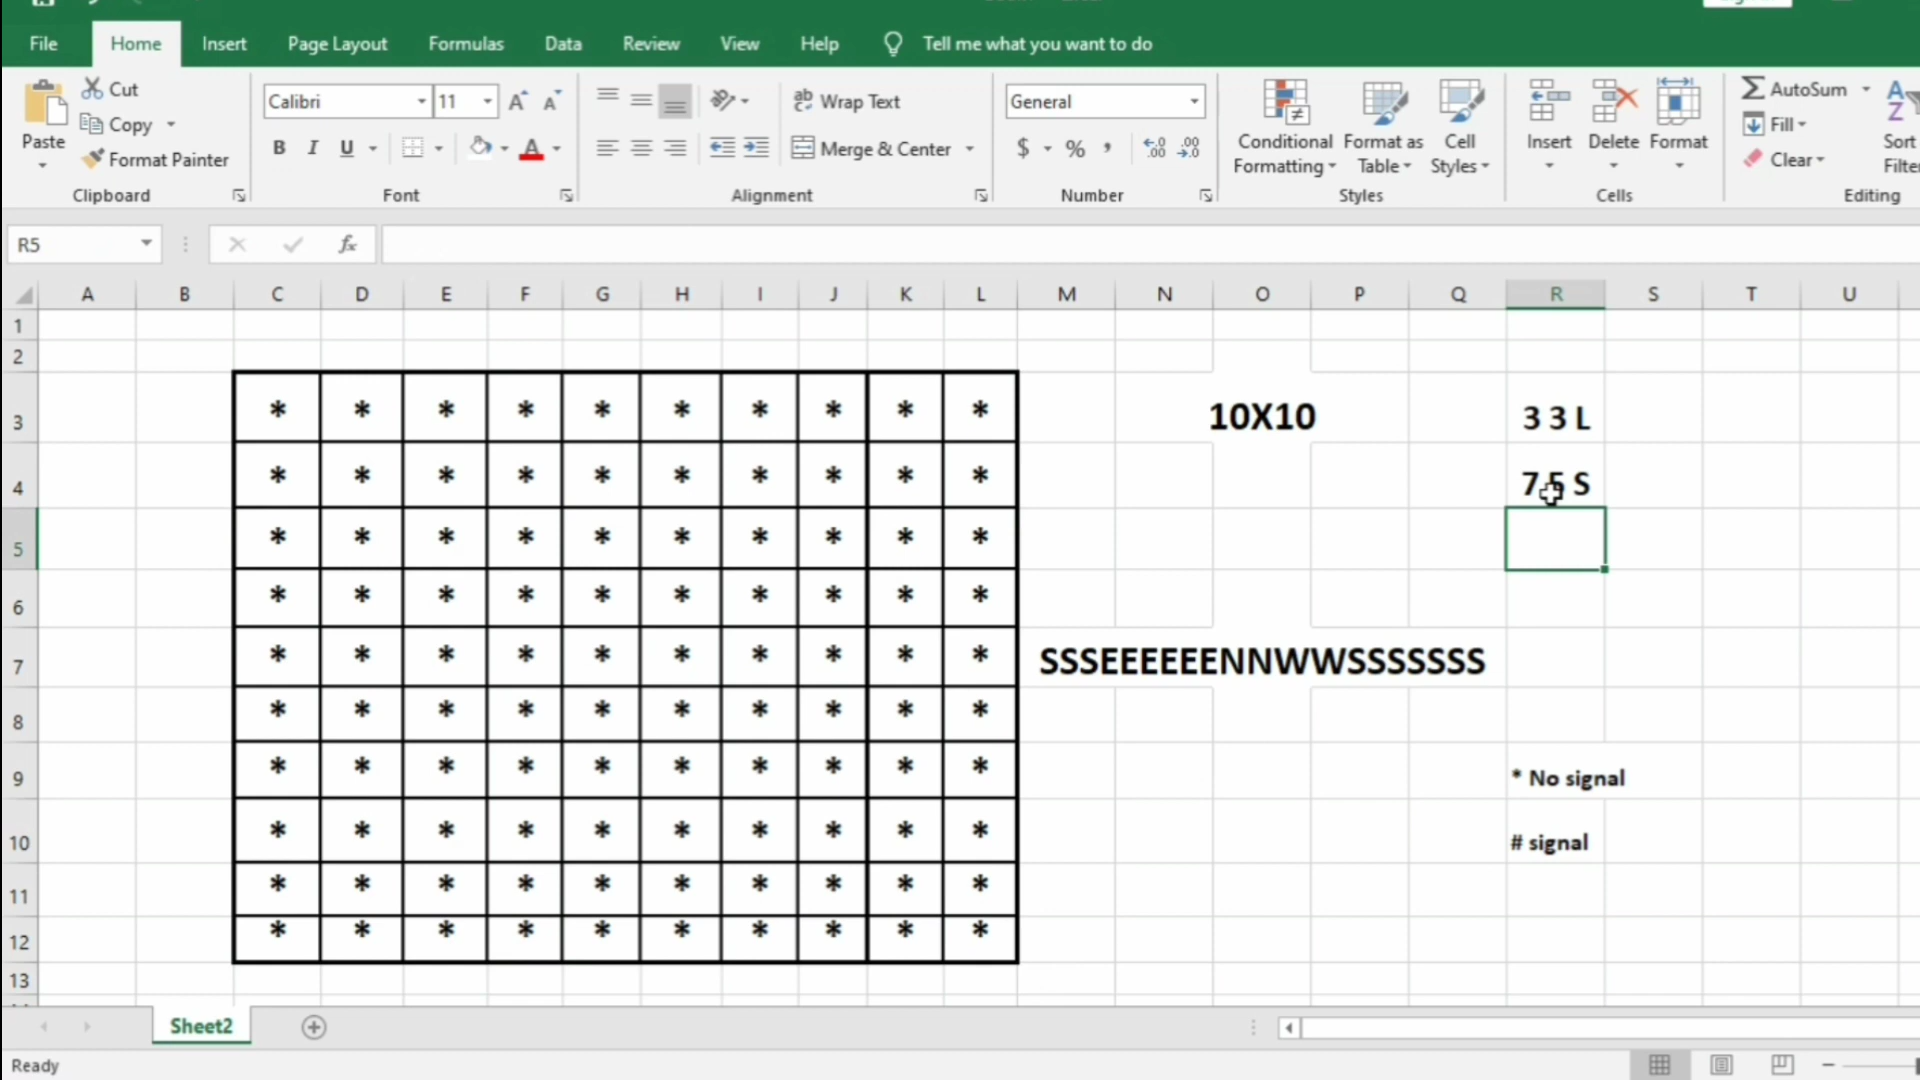 File Home Insert Page Layout Formulas Data Review View Help Tell me what you want to do
Paste
Cut
Copy
Format Painter
Clipboard
Calibri 11
B I U
Font
Wrap Text
Merge & Center
Alignment
General
$ % ,
Number
Conditional Formatting
Format as Table
Cell Styles
Styles
Insert Delete Format
Cells
AutoSum
Fill
Clear
Sort
Filte
Editing
R5
fx
A B C D E F G H I J K L M N O P Q R S T U
1
2
3 * * * * * * * * * * 10X10 3 3 L
4 * * * * * * * * * * 7 5 S
5 * * * * * * * * * *
6 * * * * * * * * * *
7 * * * * * * * * * * SSSEEEEEENNWWSSSSSSS
8 * * * * * * * * * *
9 * * * * * * * * * * * No signal
10 * * * * * * * * * * # signal
11 * * * * * * * * * *
12 * * * * * * * * * *
13
Sheet2
Ready